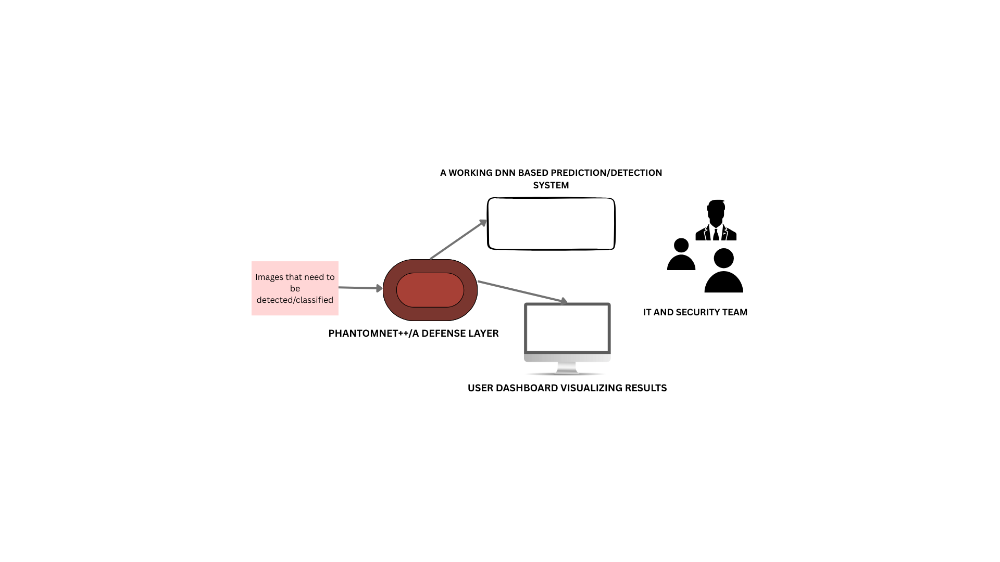 A WORKING DNN BASED PREDICTION/DETECTION
SYSTEM
Images that need to
be
detected/classified
PHANTOMNET++/A DEFENSE LAYER
IT AND SECURITY TEAM
USER DASHBOARD VISUALIZING RESULTS